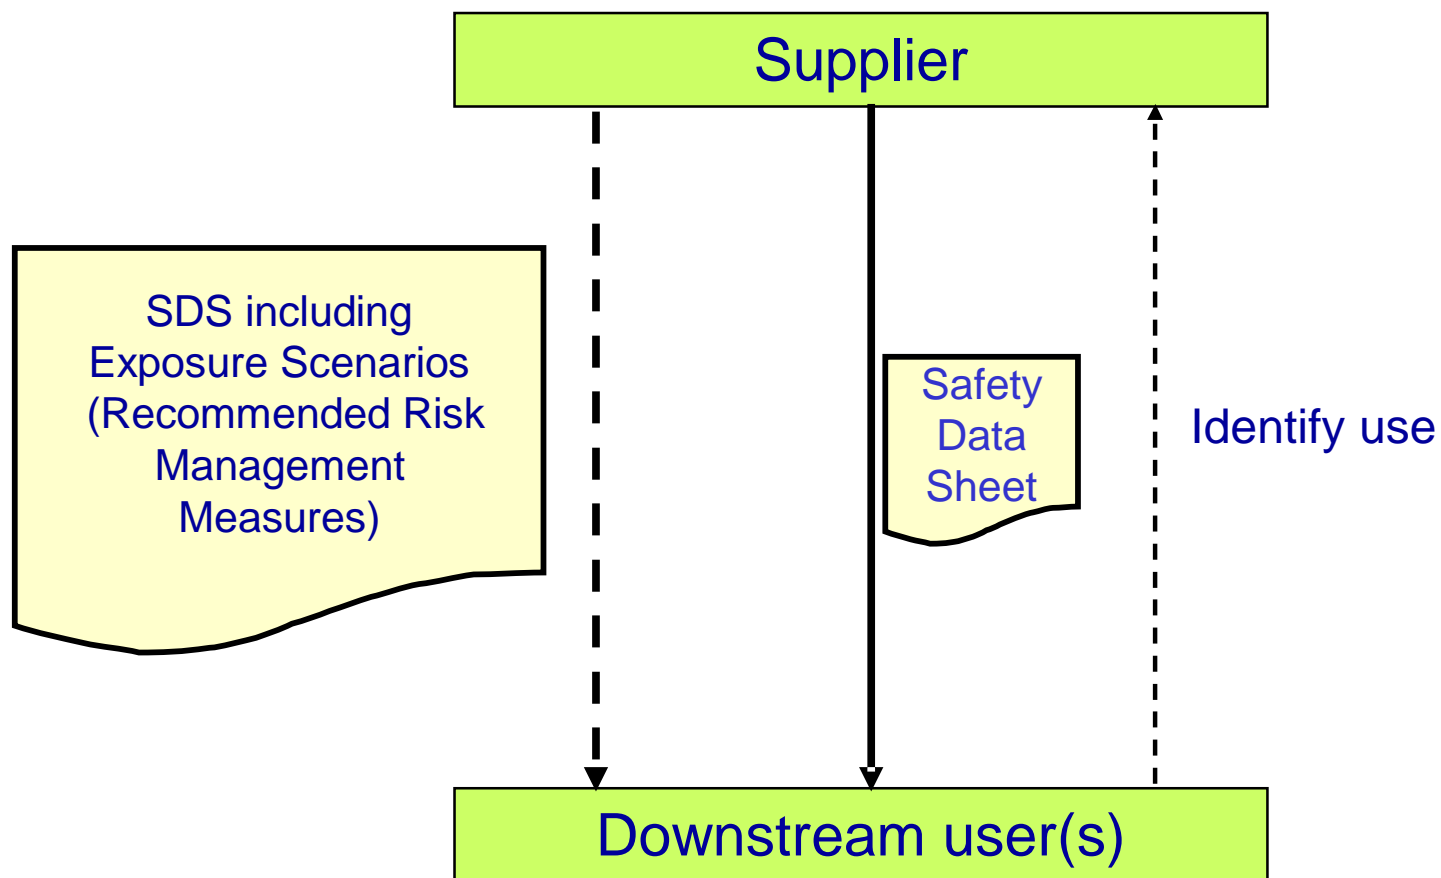 Supplier
SDS including
Exposure Scenarios
(Recommended Risk
Management
Measures)
Safety
Data
Sheet
Identify use
Downstream user(s)